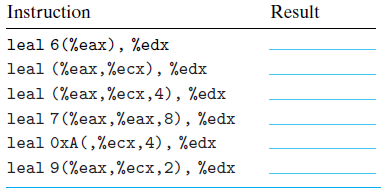 Instruction Result
leal 6(%eax), %edx
leal (%eax,%ecx), %edx
leal (%eax,%ecx,4), %edx
leal 7(%eax,%eax,8), %edx
leal 0xA(,%ecx,4), %edx
leal 9(%eax,%ecx,2), %edx